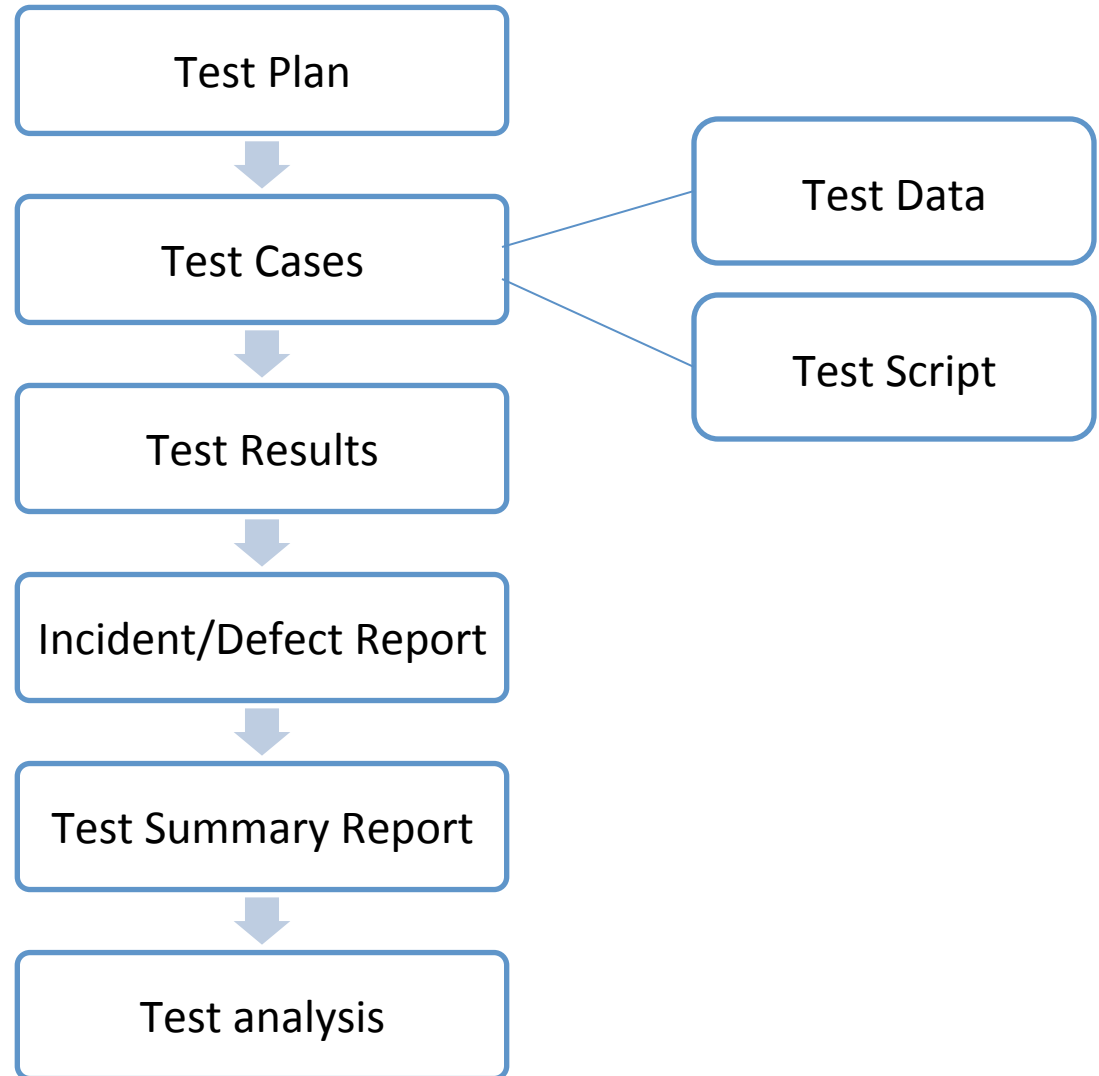 Test Plan
Test Cases
Test Data
Test Script
Test Results
Incident/Defect Report
Test Summary Report
Test analysis